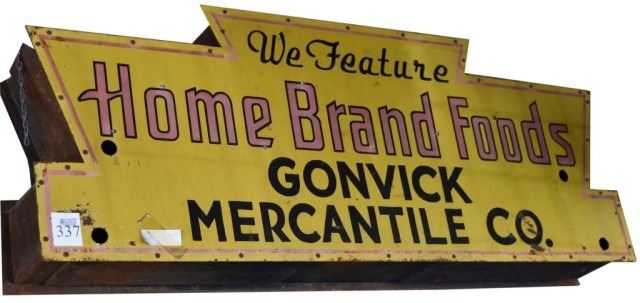 We Feature
Home Brand Foods
GONVICK
MERCANTILE CO.
337